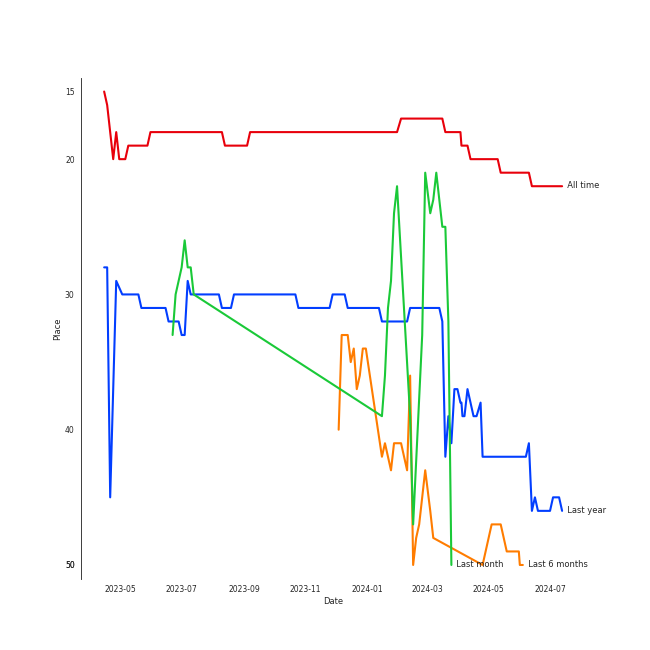 15
20
30
40
50
50
Place
All time
Last year
Last month
Last 6 months
2023-05
2023-07
2023-09
2023-11
2024-01
2024-03
2024-05
2024-07
Date